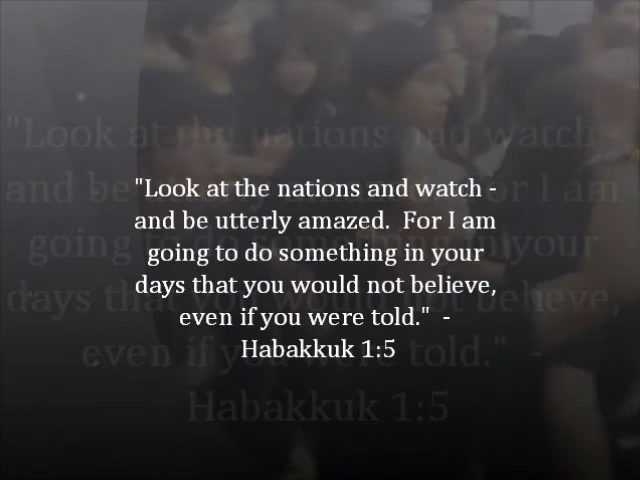 "Look at the nations and watch -
and be utterly amazed.  For I am
going to do something in your
days that you would not believe,
even if you were told."  -
Habakkuk 1:5